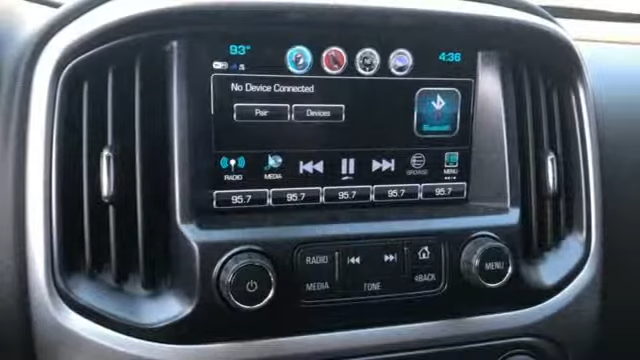 93° 4:36
No Device Connected
Pair Devices
Bluetooth
RADIO MEDIA BROWSE MENU
95.7 95.7 95.7 95.7 95.7
RADIO
MEDIA TONE BACK
MENU